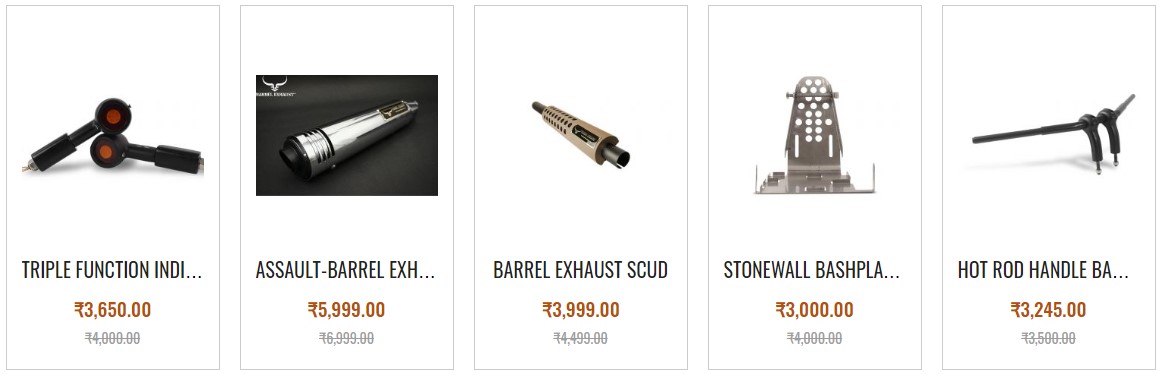 BARREL EXHAUST
TRIPLE FUNCTION INDI...
₹3,650.00
₹4,000.00
ASSAULT-BARREL EXH...
₹5,999.00
₹6,999.00
BARREL EXHAUST SCUD
₹3,999.00
₹4,499.00
STONEWALL BASHPLA...
₹3,000.00
₹4,000.00
HOT ROD HANDLE BA...
₹3,245.00
₹3,500.00